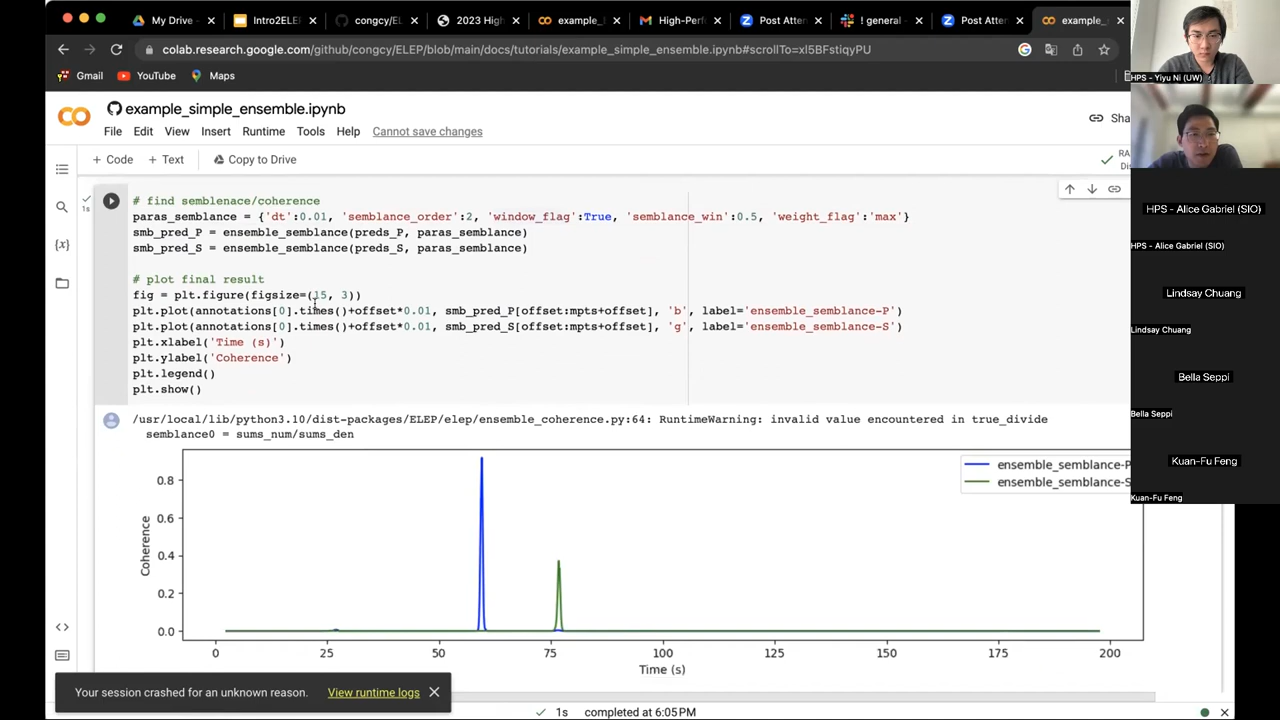 My Drive -
Intro2ELE
congcy/EL
2023 High
example_
M High-Perf
Post Atten
! general -
Post Atten
example_
colab.research.google.com/github/congcy/ELEP/blob/main/docs/tutorials/example_simple_ensemble.ipynb#scrollTo=xl5BFstiqyPU
Gmail
YouTube
Maps
example_simple_ensemble.ipynb
File Edit View Insert Runtime Tools Help Cannot save changes
Sha
+ Code + Text Copy to Drive
RA
Dis
1s
# find semblenace/coherence
paras_semblance = {'dt':0.01, 'semblance_order':2, 'window_flag':True, 'semblance_win':0.5, 'weight_flag':'max'}
smb_pred_P = ensemble_semblance(preds_P, paras_semblance)
smb_pred_S = ensemble_semblance(preds_S, paras_semblance)
# plot final result
fig = plt.figure(figsize=(15, 3))
plt.plot(annotations[0].times()+offset*0.01, smb_pred_P[offset:mpts+offset], 'b', label='ensemble_semblance-P')
plt.plot(annotations[0].times()+offset*0.01, smb_pred_S[offset:mpts+offset], 'g', label='ensemble_semblance-S')
plt.xlabel('Time (s)')
plt.ylabel('Coherence')
plt.legend()
plt.show()
/usr/local/lib/python3.10/dist-packages/ELEP/elep/ensemble_coherence.py:64: RuntimeWarning: invalid value encountered in true_divide
semblance0 = sums_num/sums_den
ensemble_semblance-P
ensemble_semblance-S
Coherence
0.8
0.6
0.4
0.2
0.0
0 25 50 75 100 125 150 175 200
Time (s)
Your session crashed for an unknown reason. View runtime logs
1s completed at 6:05 PM
HPS - Yiyu Ni (UW)
HPS - Alice Gabriel (SIO)
HPS - Alice Gabriel (SIO)
Lindsay Chuang
Lindsay Chuang
Bella Seppi
Bella Seppi
Kuan-Fu Feng
Kuan-Fu Feng